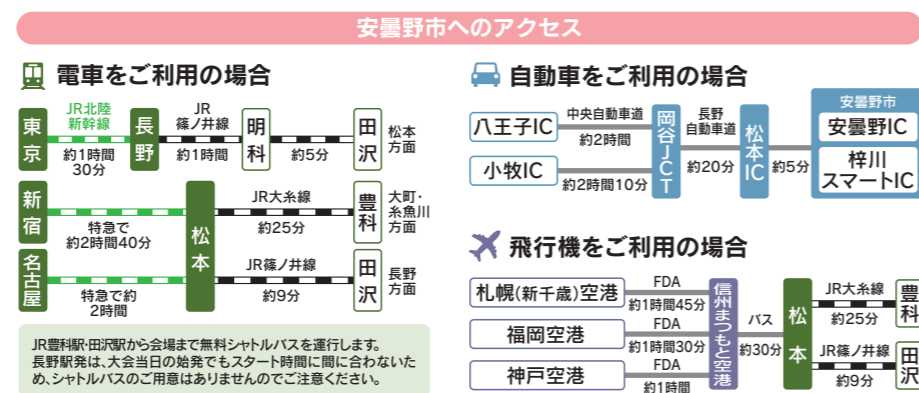 安曇野市へのアクセス
電車をご利用の場合
東京
JR北陸
新幹線
約1時間
30分
長野
JR
篠ノ井線
約1時間
明科
約5分
田沢
松本
方面
新宿
特急で
約2時間40分
名古屋
特急で約
2時間
松本
JR大糸線
約25分
豊科
大町・
糸魚川
方面
JR篠ノ井線
約9分
田沢
長野
方面
JR豊科駅・田沢駅から会場まで無料シャトルバスを運行します。
長野駅発は、大会当日の始発でもスタート時間に間に合わないた
め、シャトルバスのご用意はありませんのでご注意ください。
自動車をご利用の場合
八王子IC
中央自動車道
約2時間
小牧IC
約2時間10分
岡谷JCT
長野
自動車道
約20分
松本IC
約5分
安曇野市
安曇野IC
梓川
スマートIC
飛行機をご利用の場合
札幌(新千歳)空港
FDA
約1時間45分
福岡空港
FDA
約1時間30分
神戸空港
FDA
約1時間
信州まつもと空港
バス
約30分
松本
JR大糸線
約25分
豊科
JR篠ノ井線
約9分
田沢